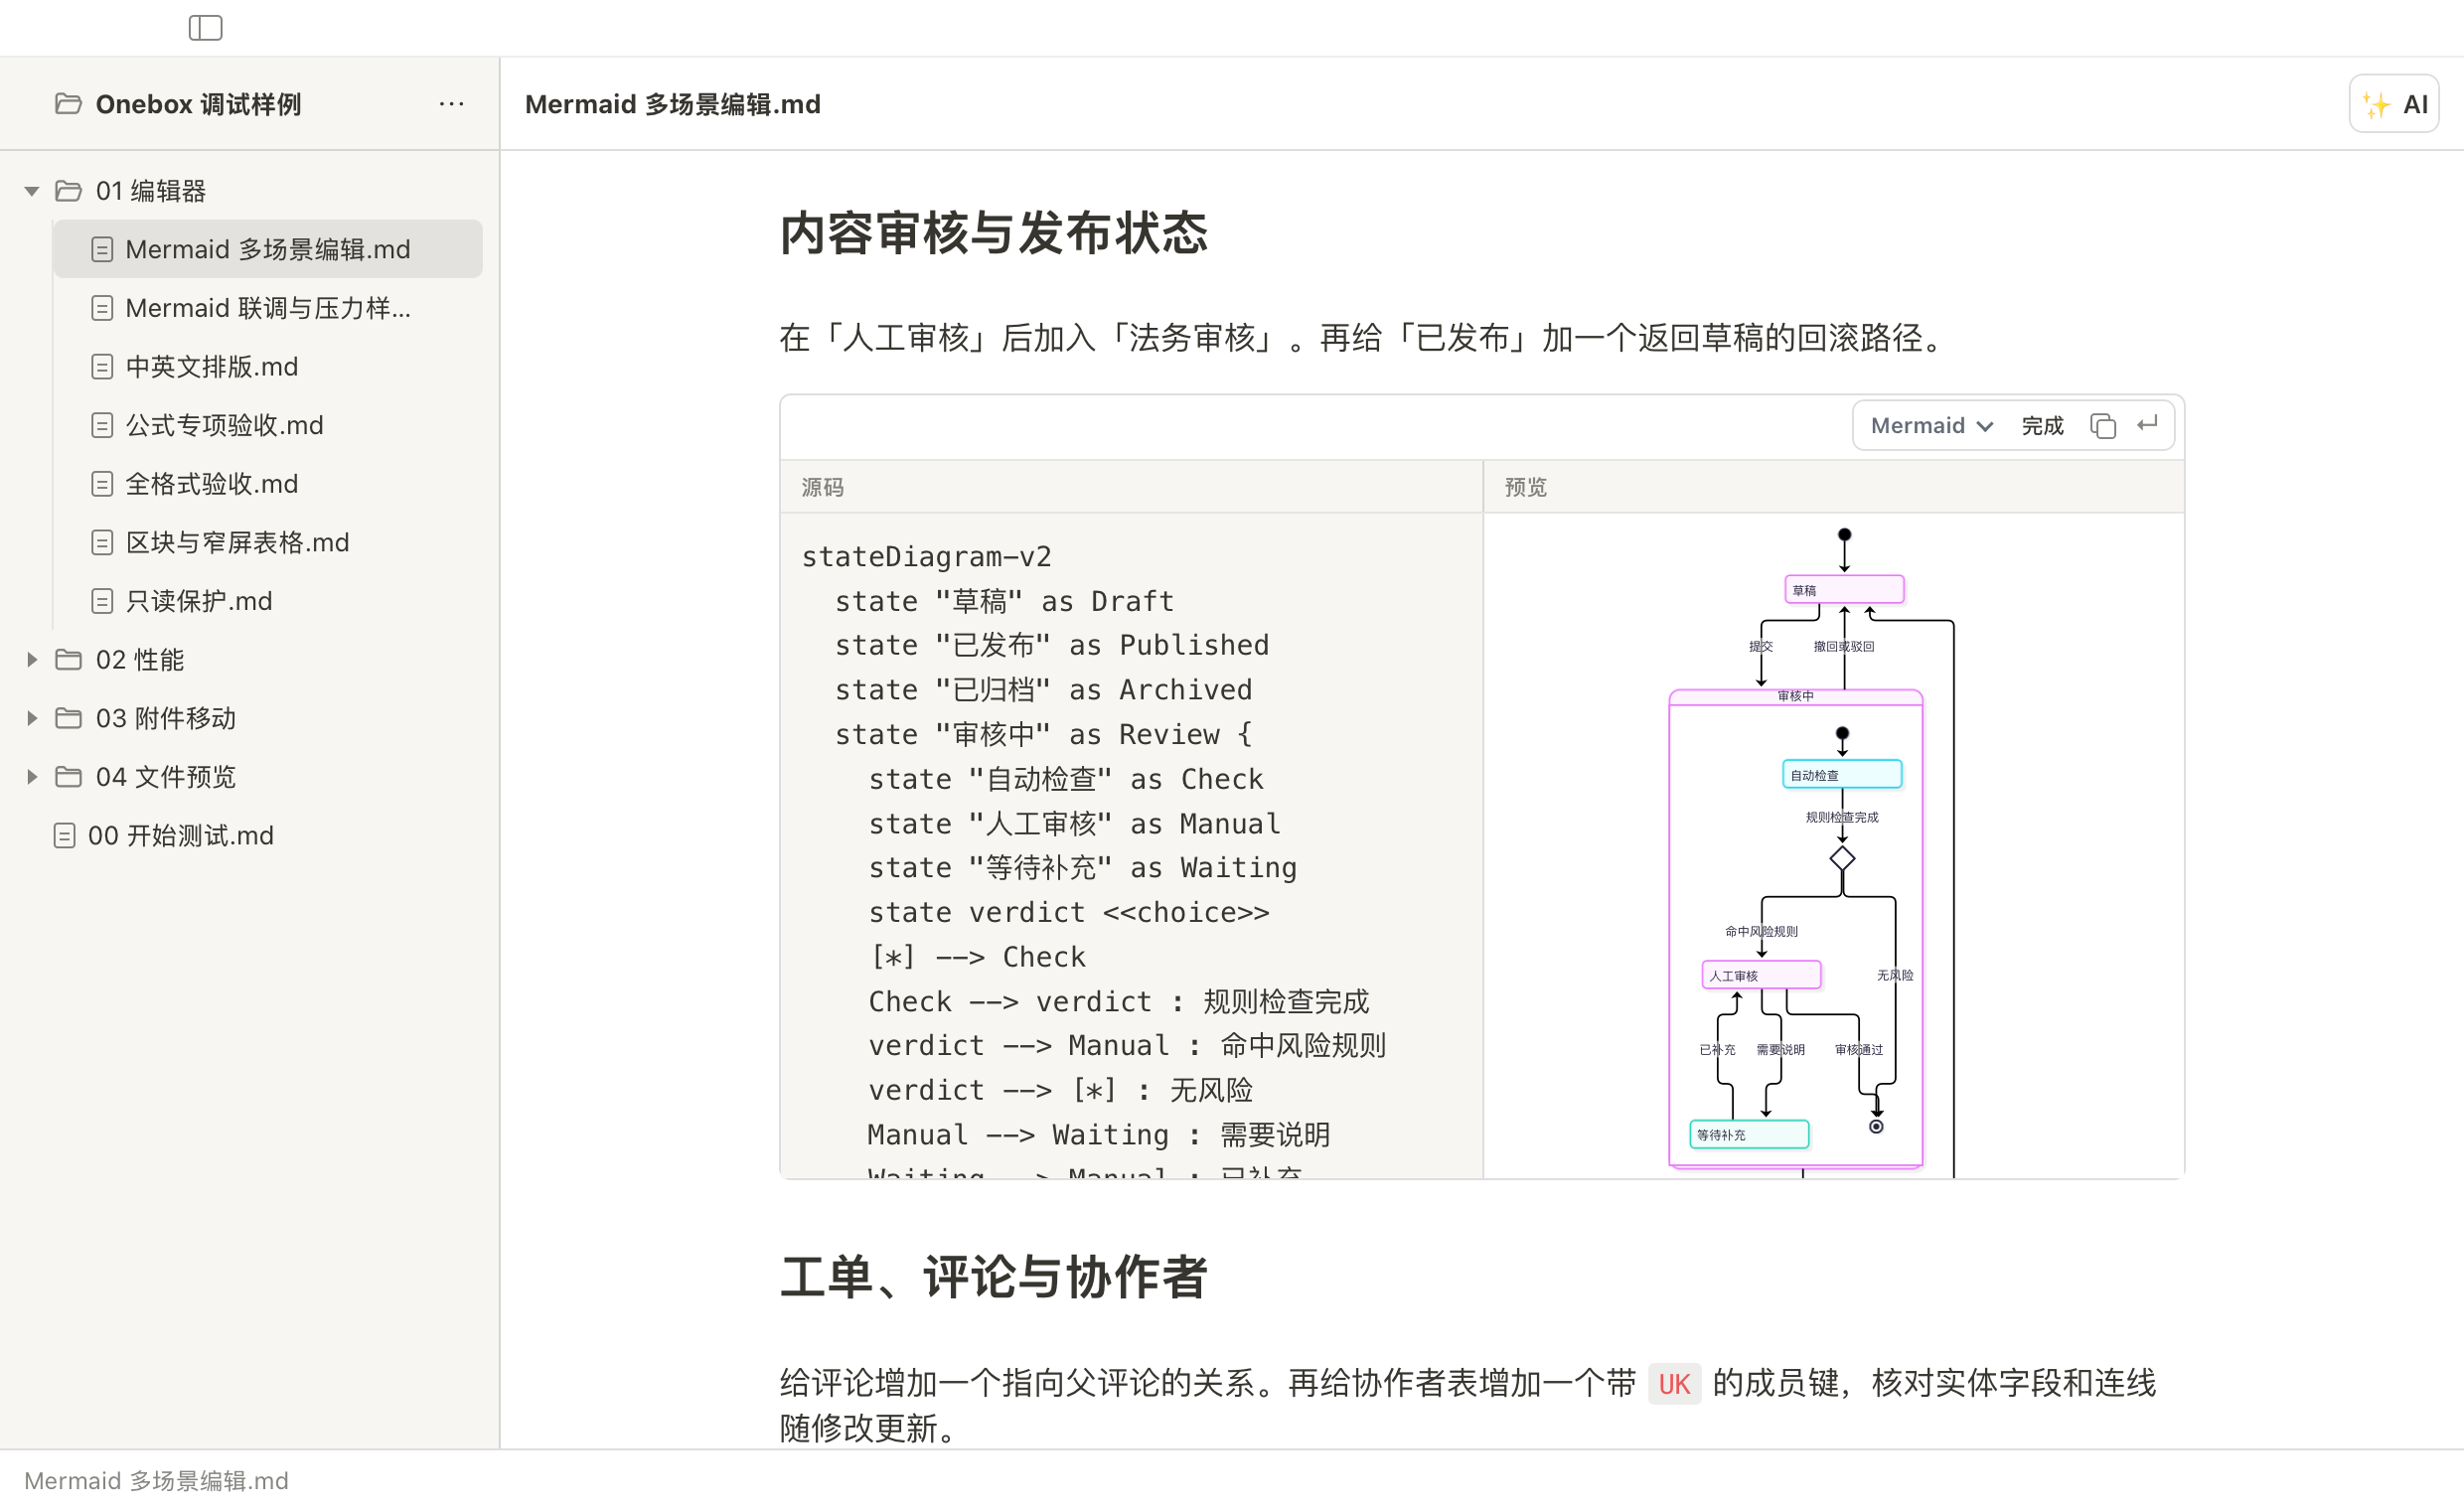 Onebox 调试样例
Mermaid 多场景编辑.md
AI
01 编辑器
Mermaid 多场景编辑.md
Mermaid 联调与压力样...
中英文排版.md
公式专项验收.md
全格式验收.md
区块与窄屏表格.md
只读保护.md
02 性能
03 附件移动
04 文件预览
00 开始测试.md
内容审核与发布状态
在「人工审核」后加入「法务审核」。再给「已发布」加一个返回草稿的回滚路径。
Mermaid 完成
源码
stateDiagram-v2
state "草稿" as Draft
state "已发布" as Published
state "已归档" as Archived
state "审核中" as Review {
state "自动检查" as Check
state "人工审核" as Manual
state "等待补充" as Waiting
state verdict <<choice>>
[*] --> Check
Check --> verdict : 规则检查完成
verdict --> Manual : 命中风险规则
verdict --> [*] : 无风险
Manual --> Waiting : 需要说明
Waiting --> Manual : 已补充
预览
草稿
提交
撤回或驳回
审核中
自动检查
规则检查完成
命中风险规则
人工审核
无风险
已补充
需要说明
审核通过
等待补充
工单、评论与协作者
给评论增加一个指向父评论的关系。再给协作者表增加一个带 UK 的成员键，核对实体字段和连线
随修改更新。
Mermaid 多场景编辑.md